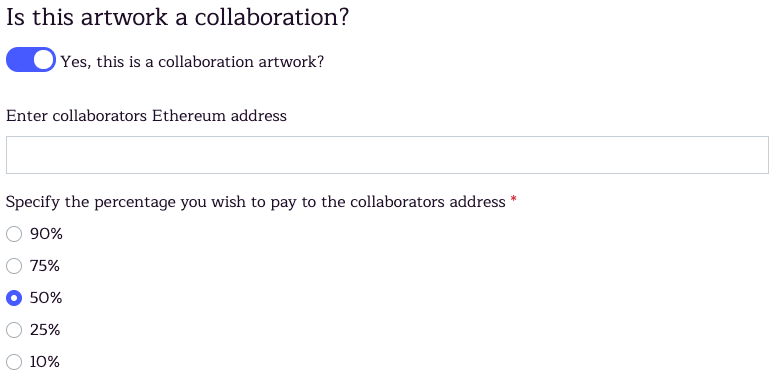 Is this artwork a collaboration?
Yes, this is a collaboration artwork?
Enter collaborators Ethereum address
Specify the percentage you wish to pay to the collaborators address *
90%
75%
50%
25%
10%